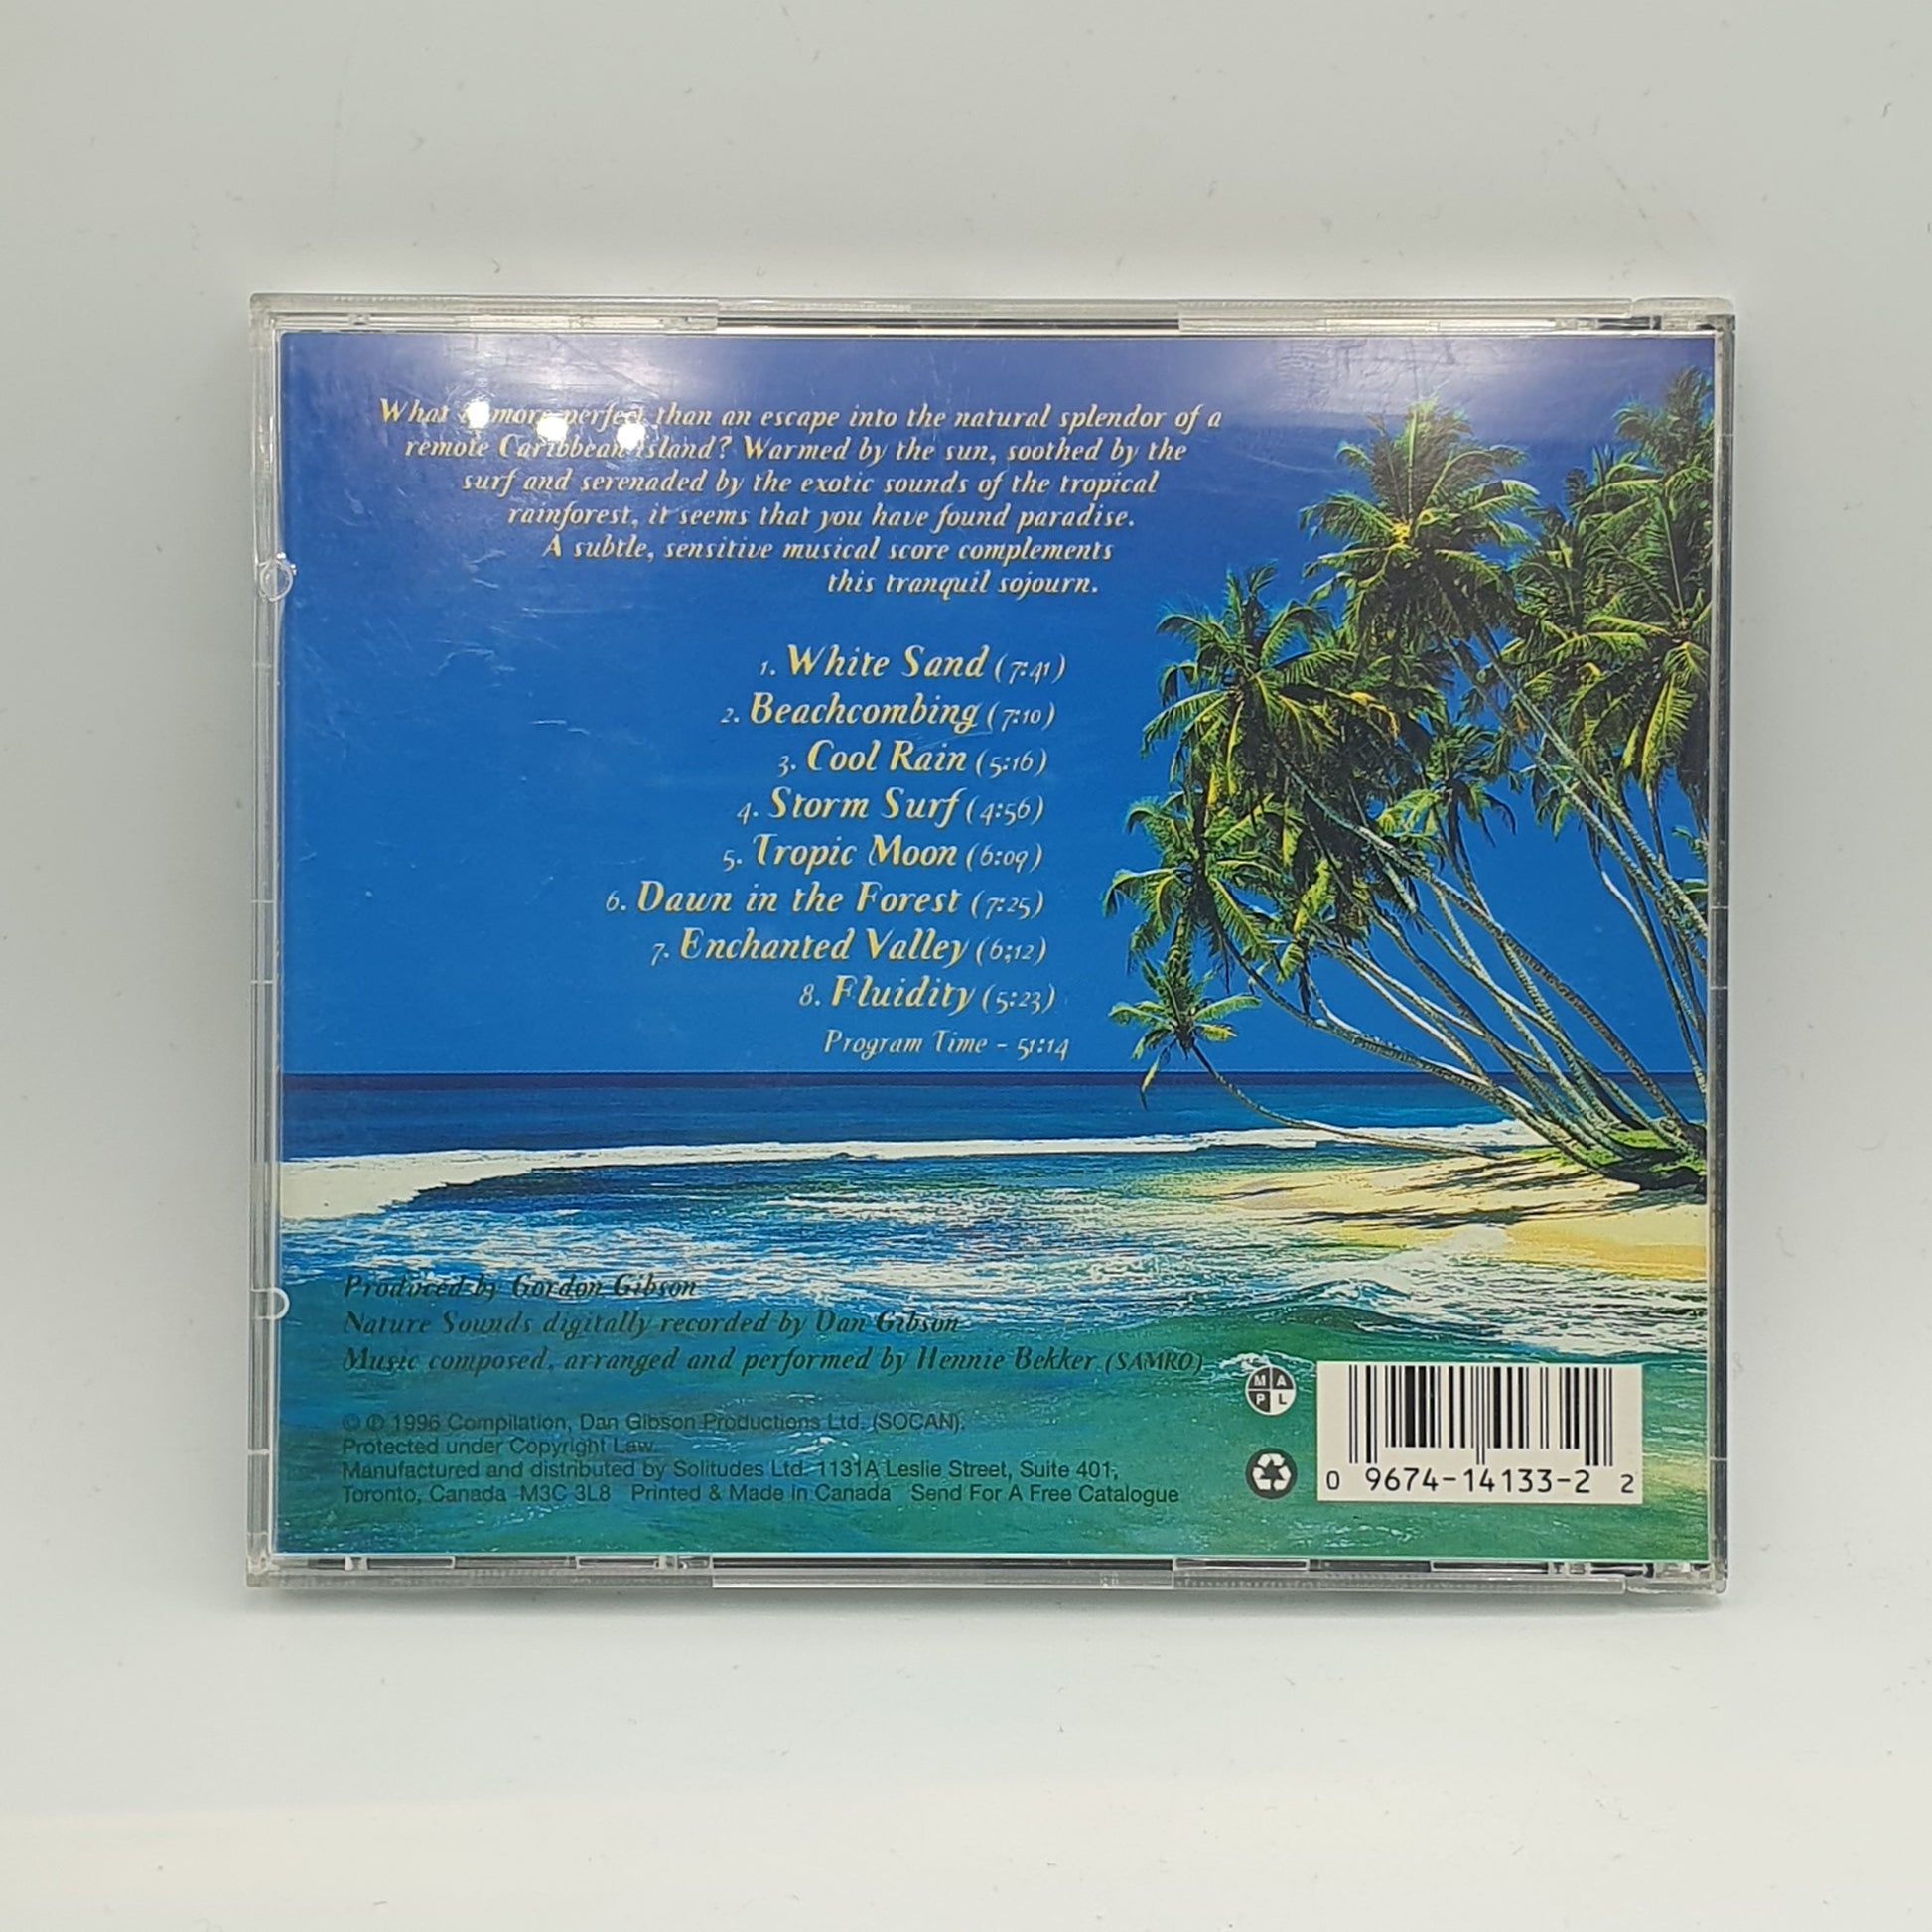 What is more perfect than an escape into the natural splendor of a
remote Caribbean island? Warmed by the sun, soothed by the
surf and serenaded by the exotic sounds of the tropical
rainforest, it seems that you have found paradise.
A subtle, sensitive musical score complements
this tranquil sojourn.
1. White Sand (7:41)
2. Beachcombing (7:10)
3. Cool Rain (5:16)
4. Storm Surf (4:56)
5. Tropic Moon (6:09)
6. Dawn in the Forest (7:25)
7. Enchanted Valley (6:12)
8. Fluidity (5:23)
Program Time - 51:14
Produced by Gordon Gibson
Nature Sounds digitally recorded by Dan Gibson
Music composed, arranged and performed by Hennie Bekker (SAMRO)
© ℗ 1996 Compilation, Dan Gibson Productions Ltd. (SOCAN).
Protected under Copyright Law.
Manufactured and distributed by Solitudes Ltd. 1131A Leslie Street, Suite 401,
Toronto, Canada M3C 3L8 Printed & Made in Canada Send For A Free Catalogue
M A
P L
0 9674-14133-2 2